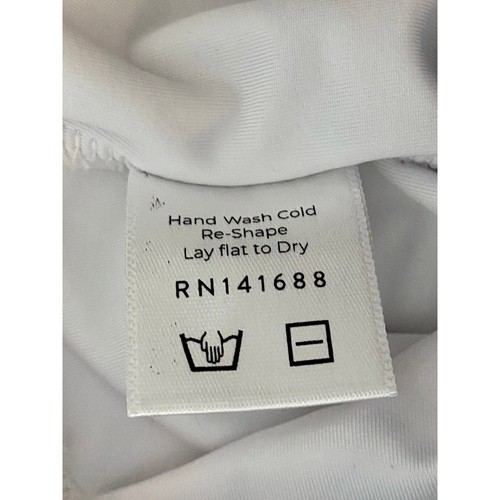 Hand Wash Cold
Re-Shape
Lay flat to Dry
RN141688